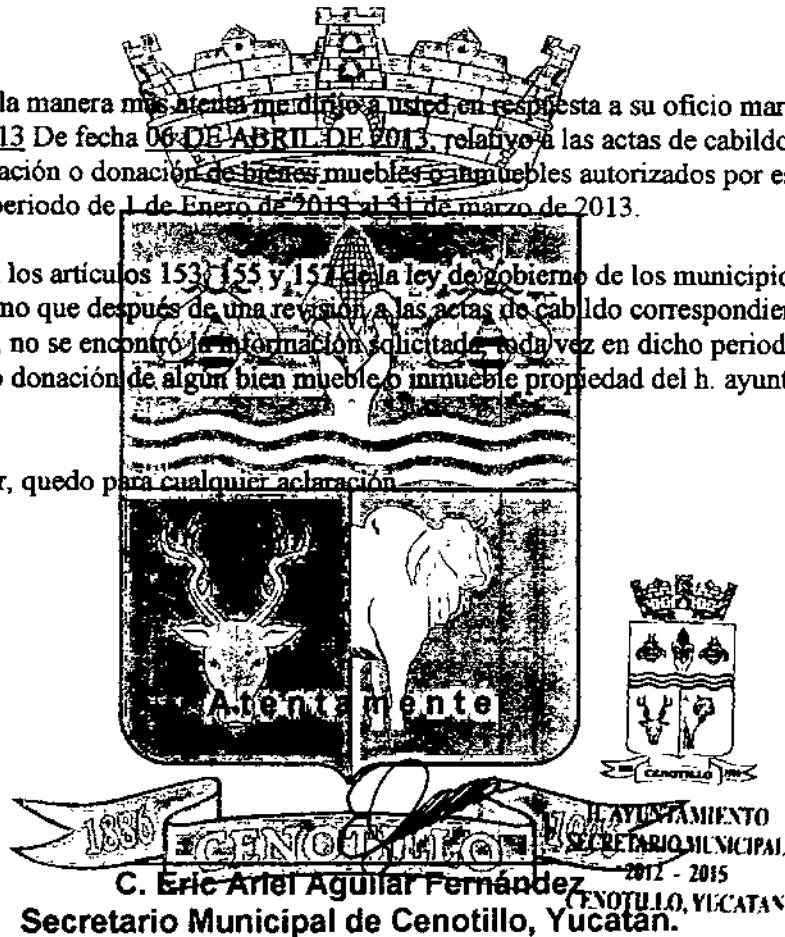 la manera más atenta me dirijo a usted en respuesta a su oficio mar
13 De fecha 06 DE ABRIL DE 2013, relativo a las actas de cabildo
ación o donación de bienes muebles o inmuebles autorizados por es
periodo de 1 de Enero de 2013 al 31 de marzo de 2013.
los artículos 153, 155 y 157 de la ley de gobierno de los municipio
mo que después de una revisión a las actas de cabildo correspondien
, no se encontró la información solicitada, toda vez en dicho period
o donación de algún bien mueble o inmueble propiedad del h. ayunt
r, quedo para cualquier aclaración
Atentamente
CENOTILLO
1886
CENOTILLO
H. AYUNTAMIENTO
SECRETARIO MUNICIPAL
2012 - 2015
CENOTILLO, YUCATAN
C. Eric Ariel Aguilar Fernández
Secretario Municipal de Cenotillo, Yucatán.